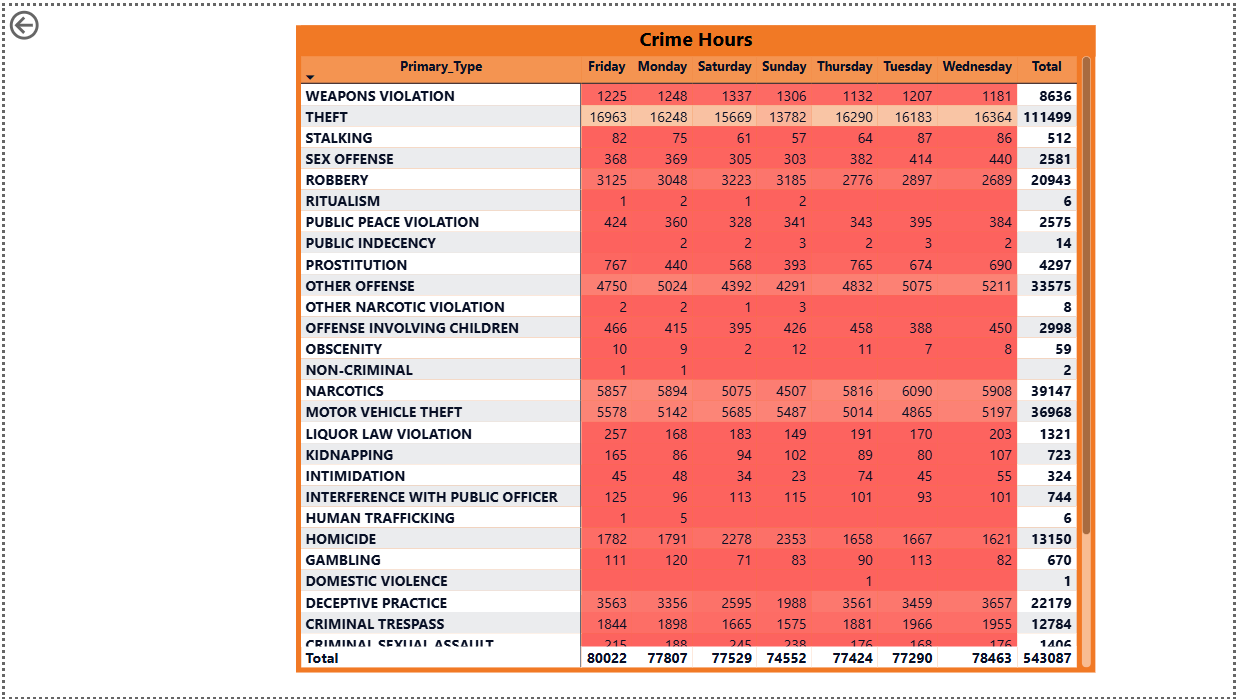 Crime Hours
Primary_Type Friday Monday Saturday Sunday Thursday Tuesday Wednesday Total
WEAPONS VIOLATION 1225 1248 1337 1306 1132 1207 1181 8636
THEFT 16963 16248 15669 13782 16290 16183 16364 111499
STALKING 82 75 61 57 64 87 86 512
SEX OFFENSE 368 369 305 303 382 414 440 2581
ROBBERY 3125 3048 3223 3185 2776 2897 2689 20943
RITUALISM 1 2 1 2 6
PUBLIC PEACE VIOLATION 424 360 328 341 343 395 384 2575
PUBLIC INDECENCY 2 2 3 2 3 2 14
PROSTITUTION 767 440 568 393 765 674 690 4297
OTHER OFFENSE 4750 5024 4392 4291 4832 5075 5211 33575
OTHER NARCOTIC VIOLATION 2 2 1 3 8
OFFENSE INVOLVING CHILDREN 466 415 395 426 458 388 450 2998
OBSCENITY 10 9 2 12 11 7 8 59
NON-CRIMINAL 1 1 2
NARCOTICS 5857 5894 5075 4507 5816 6090 5908 39147
MOTOR VEHICLE THEFT 5578 5142 5685 5487 5014 4865 5197 36968
LIQUOR LAW VIOLATION 257 168 183 149 191 170 203 1321
KIDNAPPING 165 86 94 102 89 80 107 723
INTIMIDATION 45 48 34 23 74 45 55 324
INTERFERENCE WITH PUBLIC OFFICER 125 96 113 115 101 93 101 744
HUMAN TRAFFICKING 1 5 6
HOMICIDE 1782 1791 2278 2353 1658 1667 1621 13150
GAMBLING 111 120 71 83 90 113 82 670
DOMESTIC VIOLENCE 1 1
DECEPTIVE PRACTICE 3563 3356 2595 1988 3561 3459 3657 22179
CRIMINAL TRESPASS 1844 1898 1665 1575 1881 1966 1955 12784
CRIMINAL SEXUAL ASSAULT 215 188 245 238 176 168 176 1406
Total 80022 77807 77529 74552 77424 77290 78463 543087